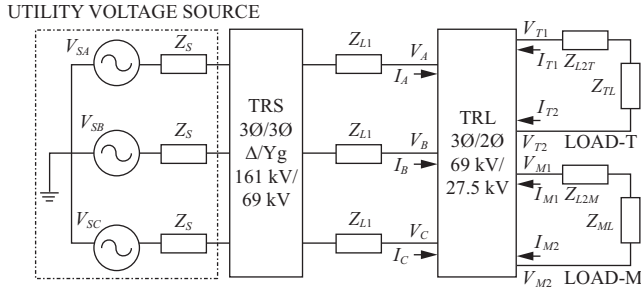 UTILITY VOLTAGE SOURCE
V_SA
Z_S
Z_L1
V_A
I_A
V_SB
Z_S
Z_L1
V_B
I_B
V_SC
Z_S
Z_L1
V_C
I_C
TRS
3Ø/3Ø
Δ/Yg
161 kV/
69 kV
TRL
3Ø/2Ø
69 kV/
27.5 kV
V_T1
I_T1
Z_L2T
Z_TL
I_T2
V_T2
LOAD-T
V_M1
I_M1
Z_L2M
Z_ML
I_M2
V_M2
LOAD-M